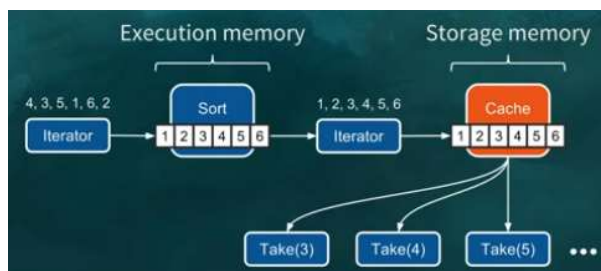 Execution memory
Storage memory
4, 3, 5, 1, 6, 2
Sort
1, 2, 3, 4, 5, 6
Cache
Iterator
1 2 3 4 5 6
Iterator
1 2 3 4 5 6
Take(3)
Take(4)
Take(5)
•••